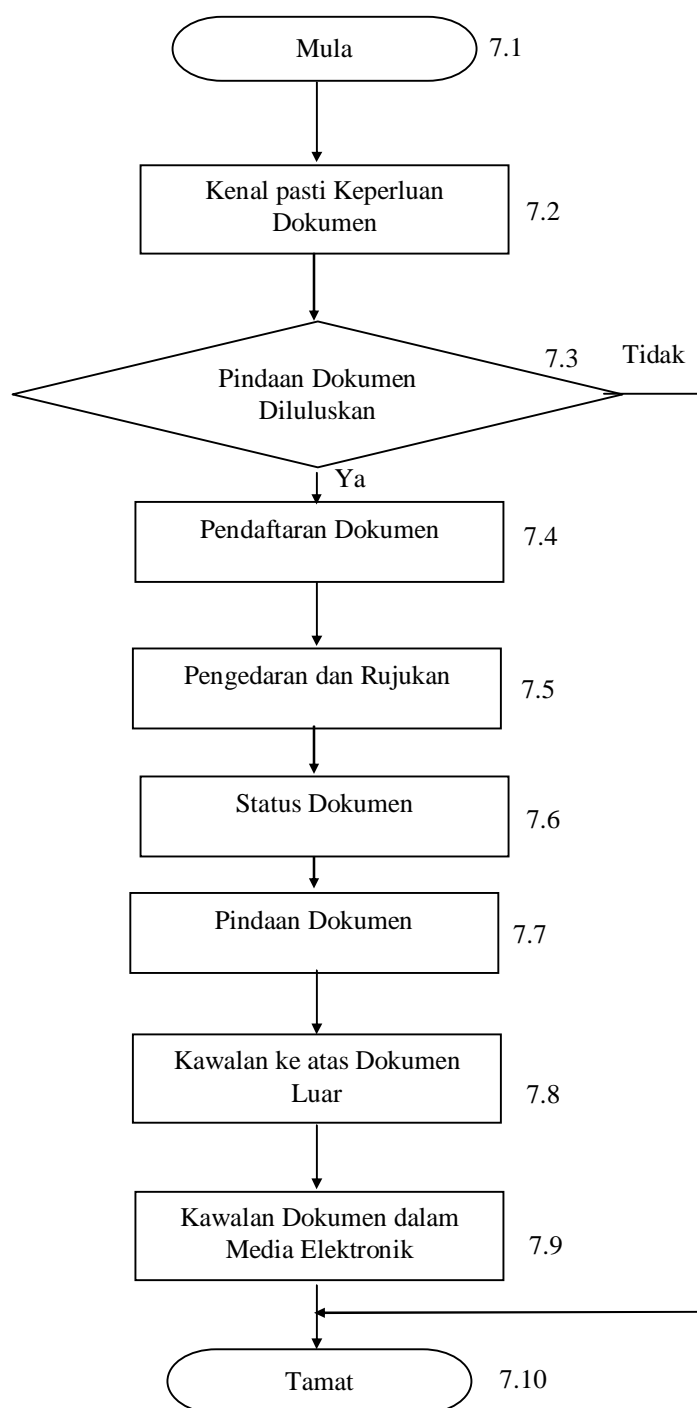 Mula
7.1
Kenal pasti Keperluan
Dokumen
7.2
7.3
Tidak
Pindaan Dokumen
Diluluskan
Ya
Pendaftaran Dokumen
7.4
Pengedaran dan Rujukan
7.5
Status Dokumen
7.6
Pindaan Dokumen
7.7
Kawalan ke atas Dokumen
Luar
7.8
Kawalan Dokumen dalam
Media Elektronik
7.9
Tamat
7.10